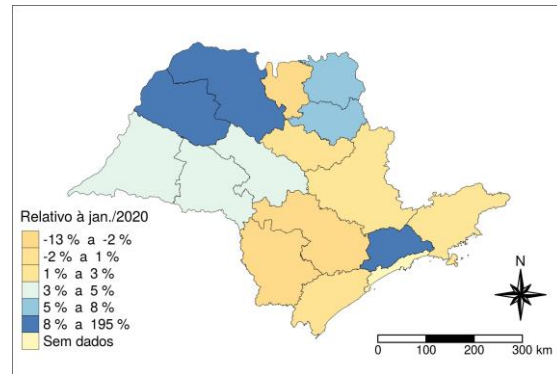 Relativo à jan./2020
-13 % a -2 %
-2 % a 1 %
1 % a 3 %
3 % a 5 %
5 % a 8 %
8 % a 195 %
Sem dados
N
0 100 200 300 km